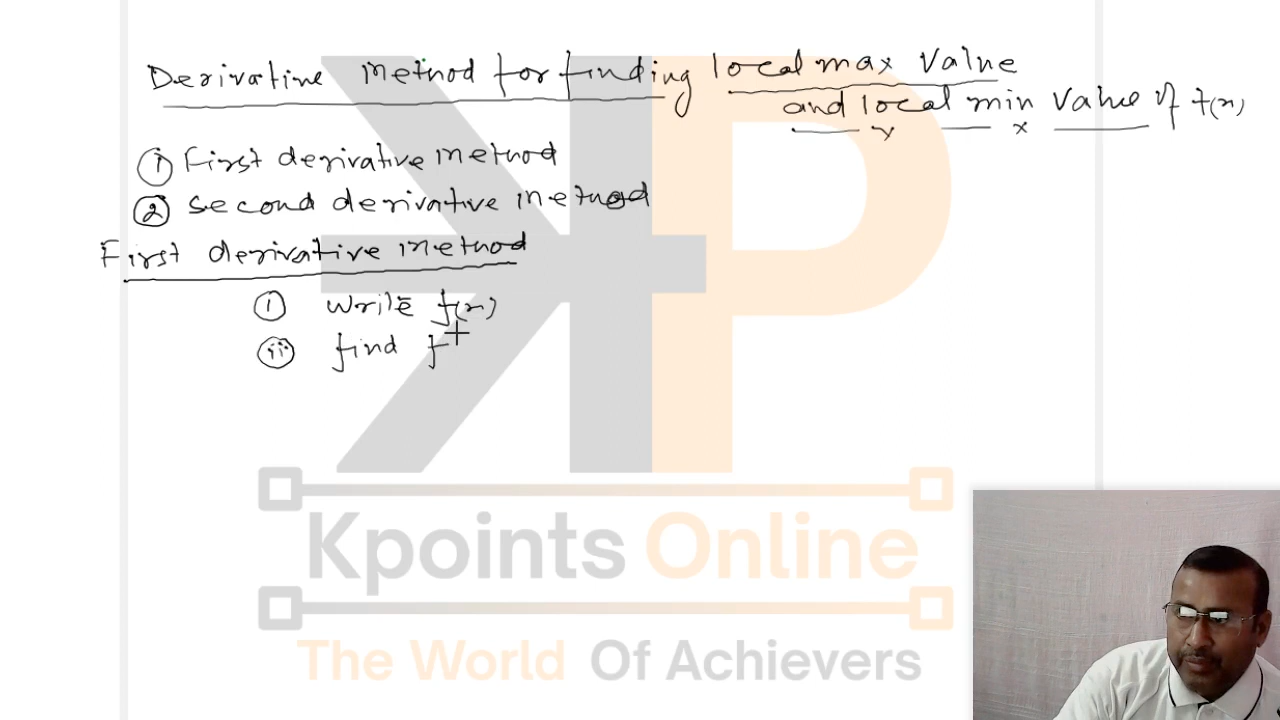 Derivative method for finding local max value
and local min value of f(x)
① First derivative method
② second derivative method
First derivative method
ⓘ write f(x)
ⓘⓘ find f
Kpoints Online
The World Of Achievers